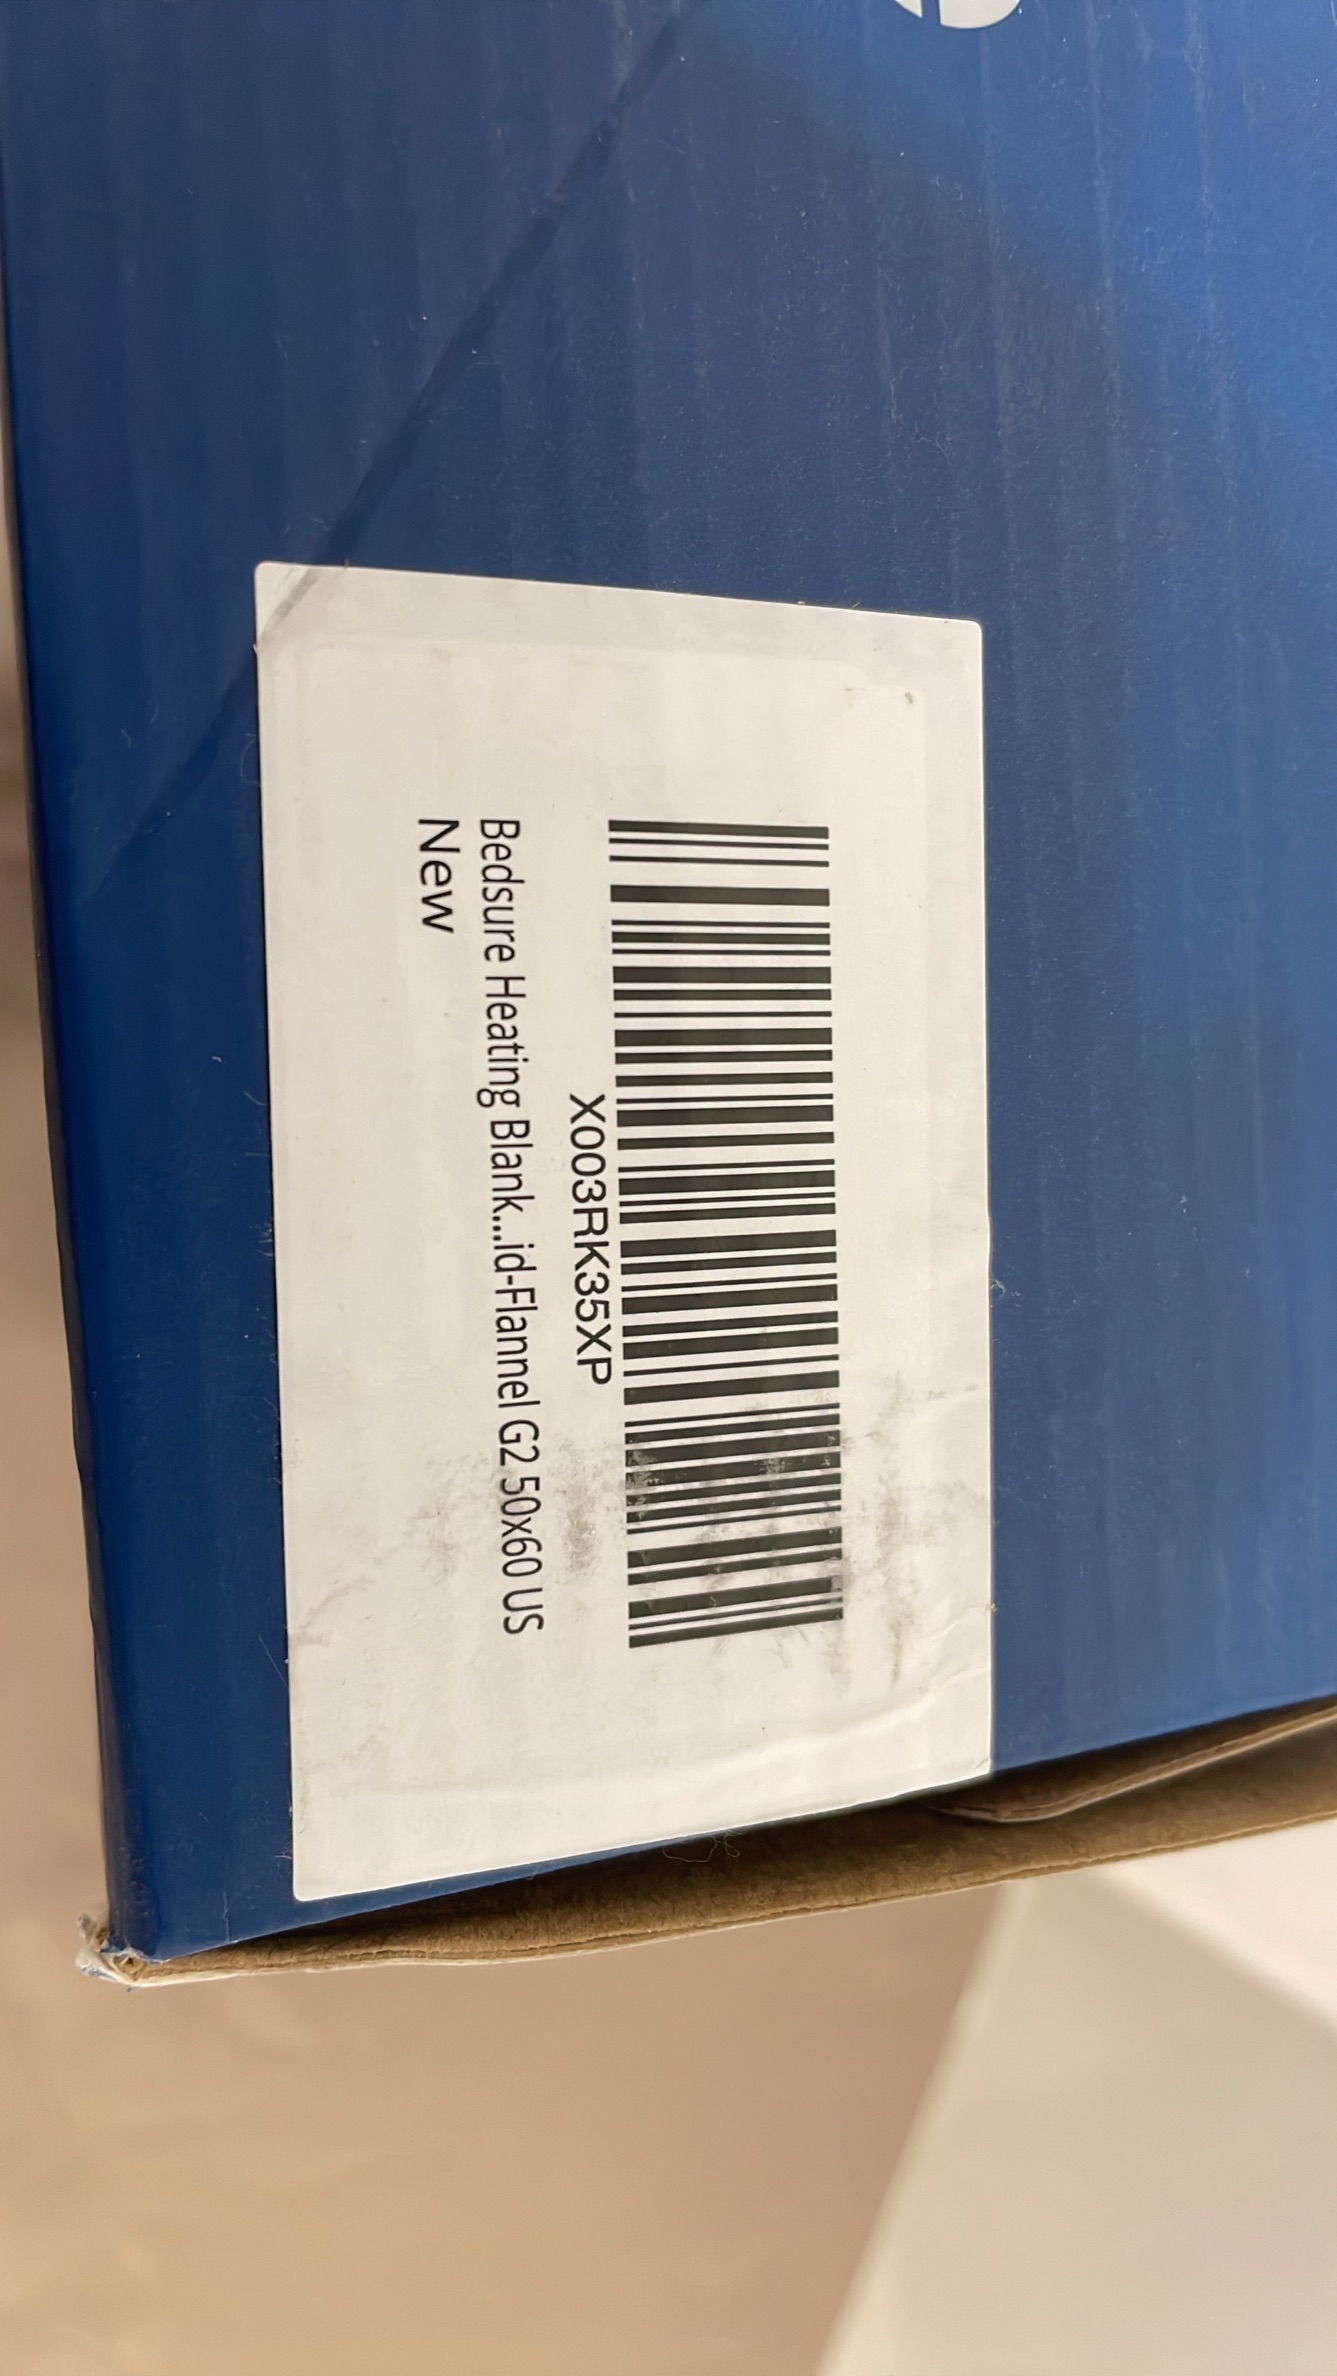 X003RK35XP
Bedsure Heating Blank...id-Flannel G2 50x60 US
New